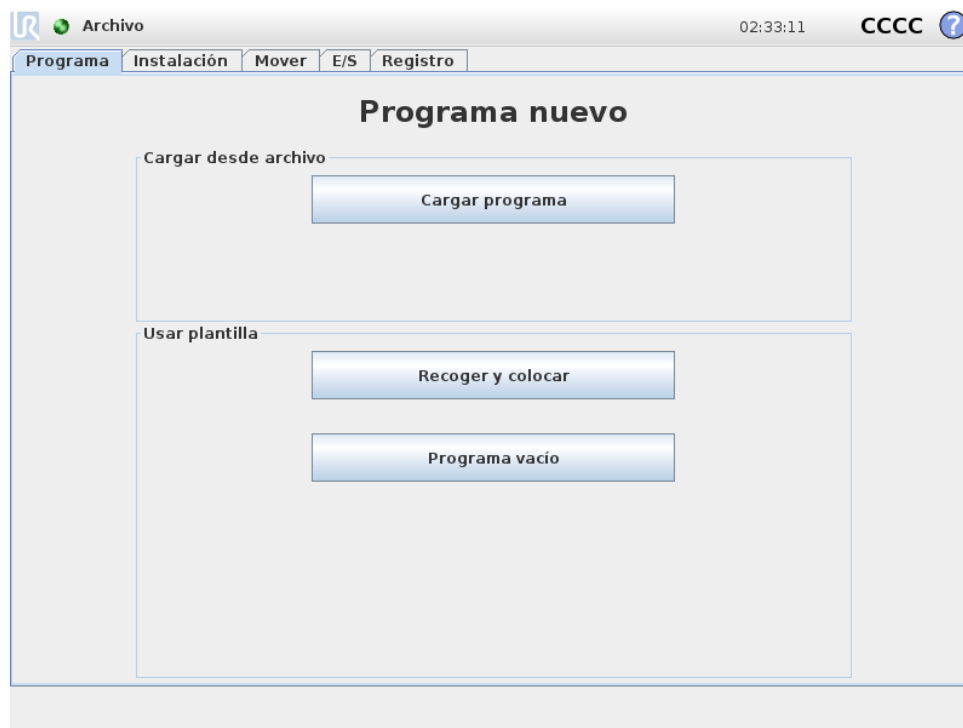 UR Archivo 02:33:11 CCCC ?
Programa Instalación Mover E/S Registro
Programa nuevo
Cargar desde archivo
Cargar programa
Usar plantilla
Recoger y colocar
Programa vacío